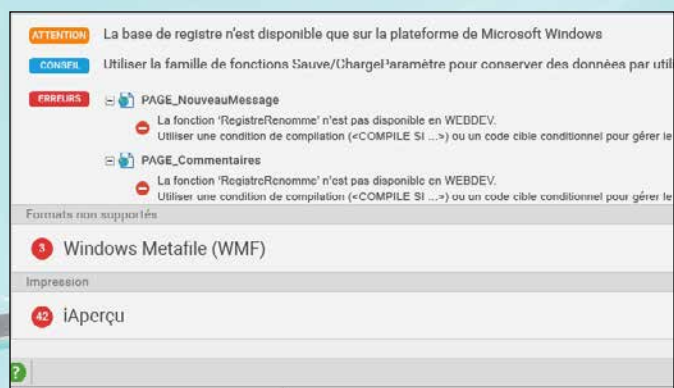 ATTENTION La base de registre n'est disponible que sur la plateforme de Microsoft Windows
CONSEIL Utiliser la famille de fonctions Sauve/ChargeParamètre pour conserver des données par utili
ERREURS PAGE_NouveauMessage
La fonction 'RegistreRenomme' n'est pas disponible en WEBDEV.
Utiliser une condition de compilation («COMPILE SI ...») ou un code cible conditionnel pour gérer le
PAGE_Commentaires
La fonction 'RegistreRenomme' n'est pas disponible en WEBDEV.
Utiliser une condition de compilation («COMPILE SI ...») ou un code cible conditionnel pour gérer le
Formats non supportés
3 Windows Metafile (WMF)
Impression
42 iAperçu
?